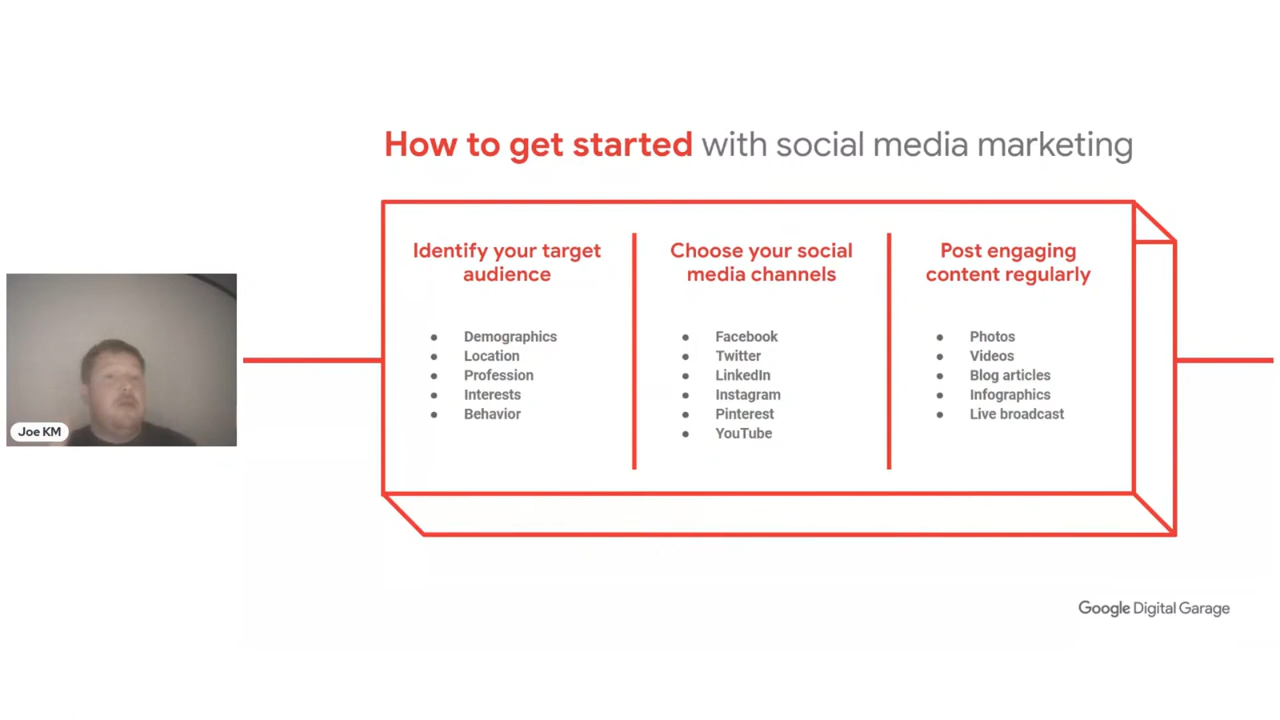 How to get started with social media marketing
Identify your target
audience
Demographics
Location
Profession
Interests
Behavior
Choose your social
media channels
Facebook
Twitter
LinkedIn
Instagram
Pinterest
YouTube
Post engaging
content regularly
Photos
Videos
Blog articles
Infographics
Live broadcast
Joe KM
Google Digital Garage